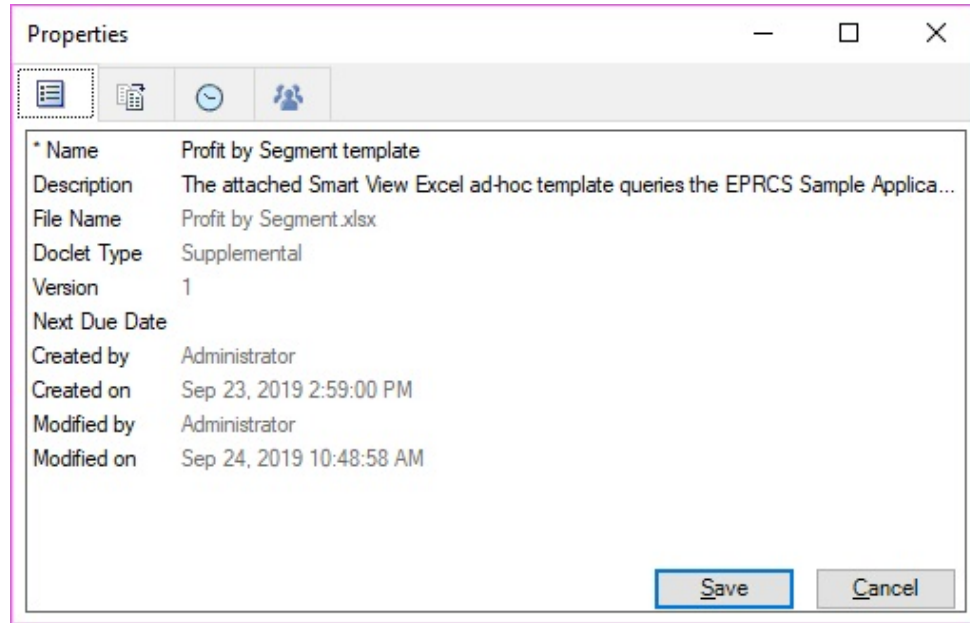 Properties
* Name Profit by Segment template
Description The attached Smart View Excel ad-hoc template queries the EPRCS Sample Applica...
File Name Profit by Segment.xlsx
Doclet Type Supplemental
Version 1
Next Due Date
Created by Administrator
Created on Sep 23, 2019 2:59:00 PM
Modified by Administrator
Modified on Sep 24, 2019 10:48:58 AM
Save Cancel